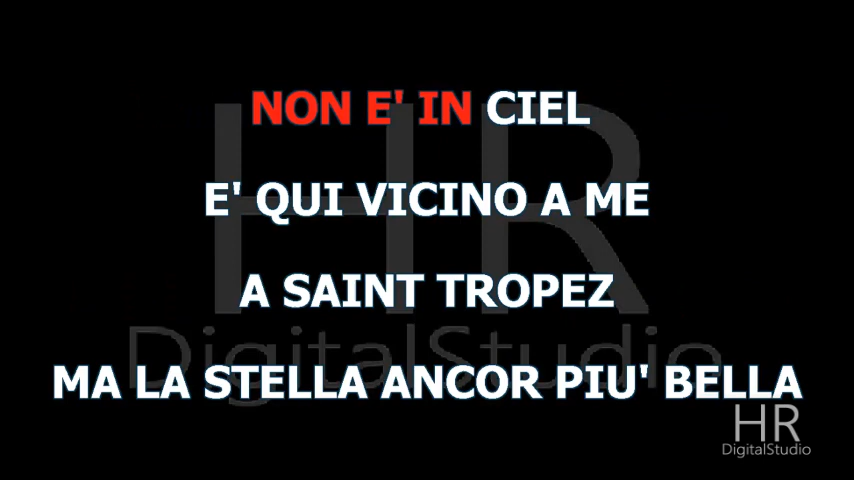 NON E' IN CIEL
E' QUI VICINO A ME
A SAINT TROPEZ
MA LA STELLA ANCOR PIU' BELLA
HR
DigitalStudio
HR
DigitalStudio